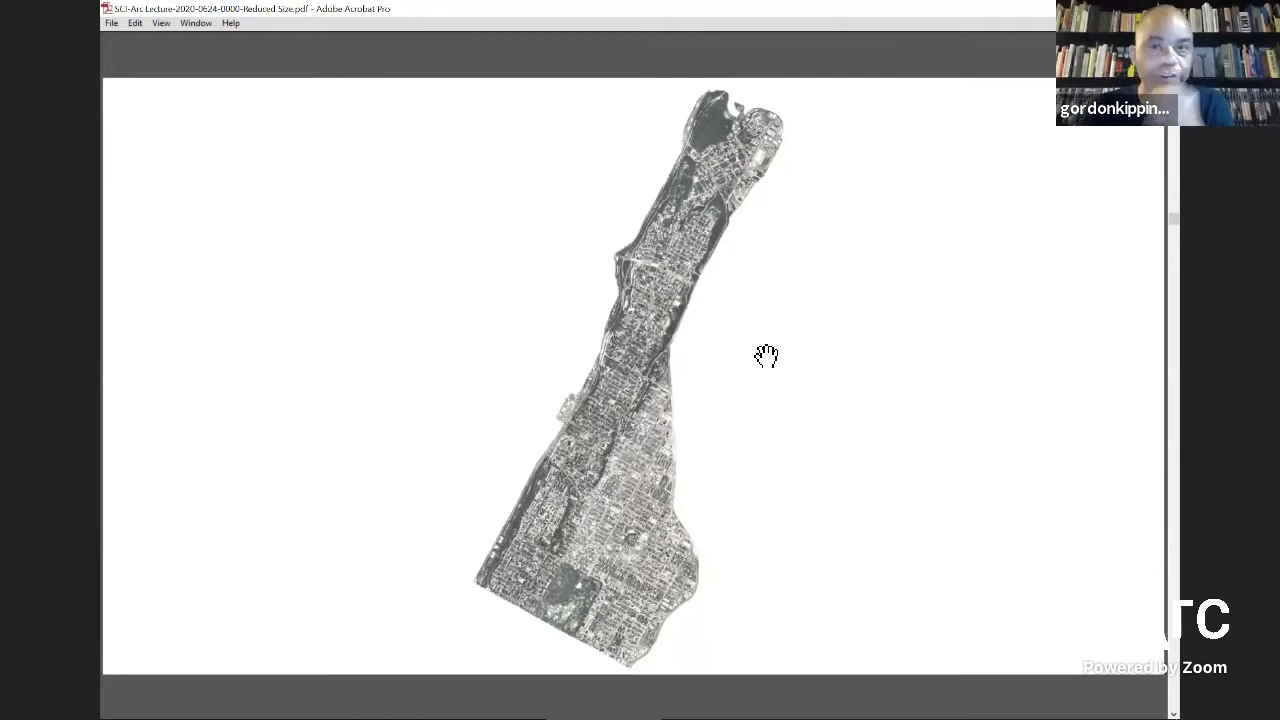 SCI-Arc Lecture-2020-0624-0000-Reduced Size.pdf - Adobe Acrobat Pro
File Edit View Window Help
gordonkippin...
rc
Powered by Zoom